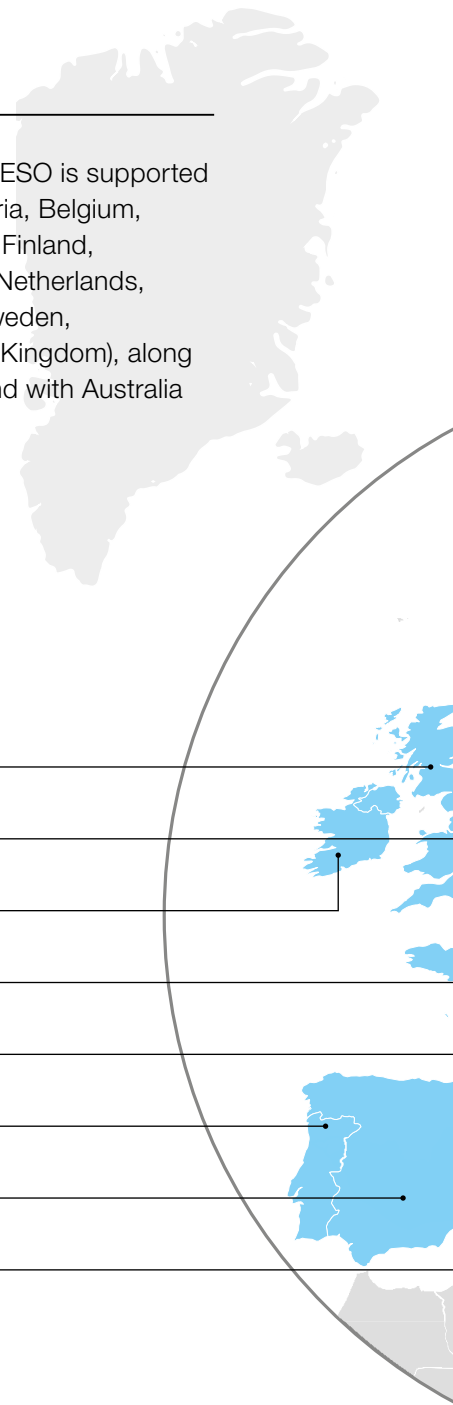 ESO is supported
ria, Belgium,
Finland,
Netherlands,
weden,
Kingdom), along
nd with Australia